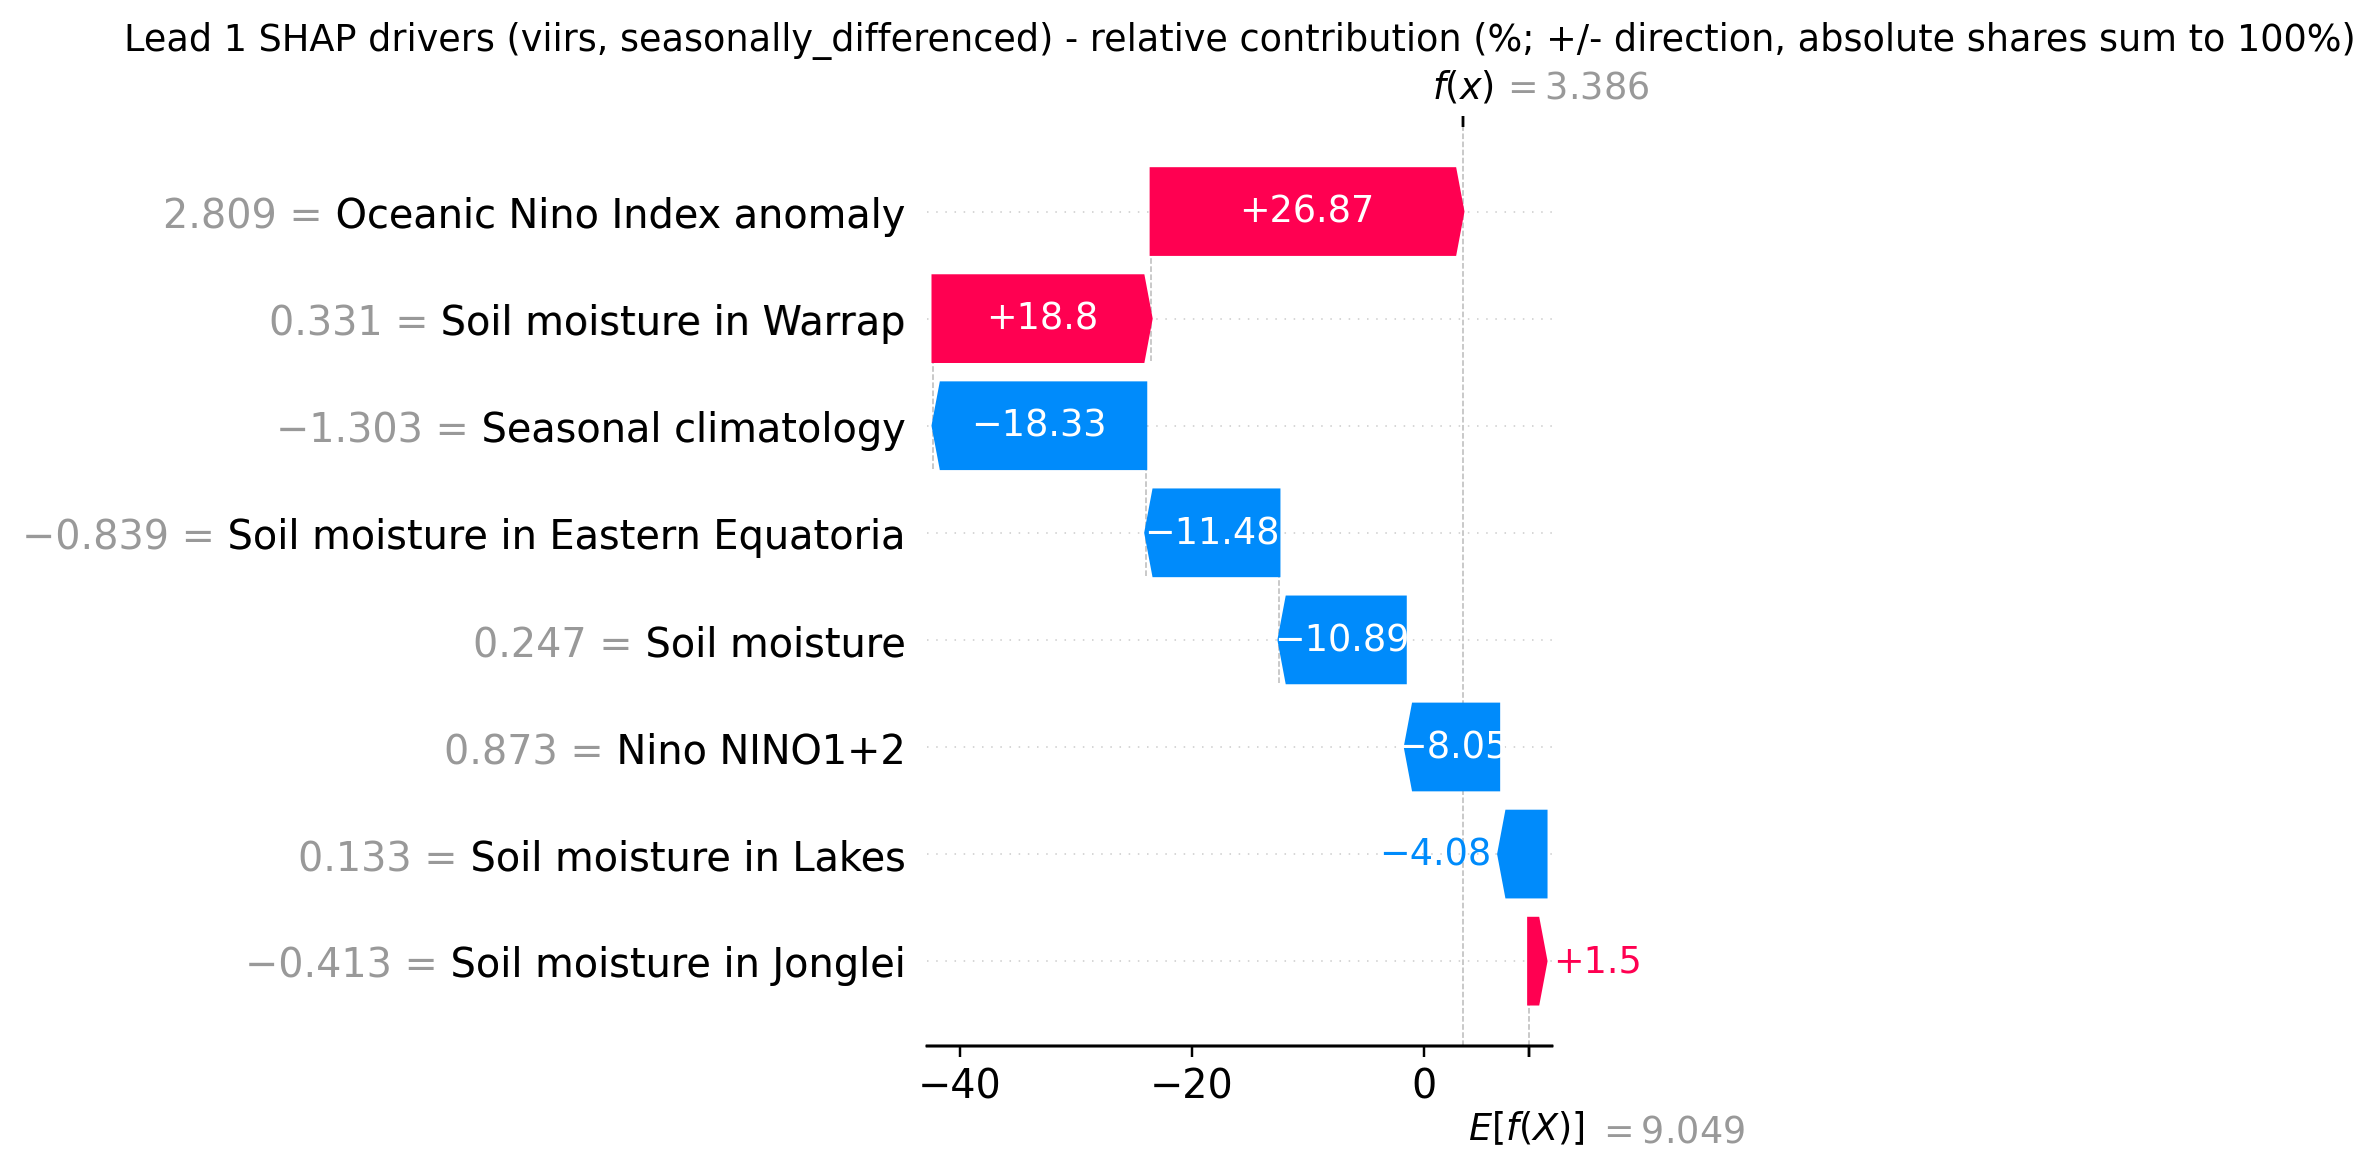 Lead 1 SHAP drivers (viirs, seasonally_differenced) - relative contribution (%; +/- direction, absolute shares sum to 100%)
f(x) = 3.386
2.809 = Oceanic Nino Index anomaly +26.87
0.331 = Soil moisture in Warrap +18.8
−1.303 = Seasonal climatology −18.33
−0.839 = Soil moisture in Eastern Equatoria −11.48
0.247 = Soil moisture −10.89
0.873 = Nino NINO1+2 −8.05
0.133 = Soil moisture in Lakes −4.08
−0.413 = Soil moisture in Jonglei +1.5
−40 −20 0
E[f(X)] = 9.049